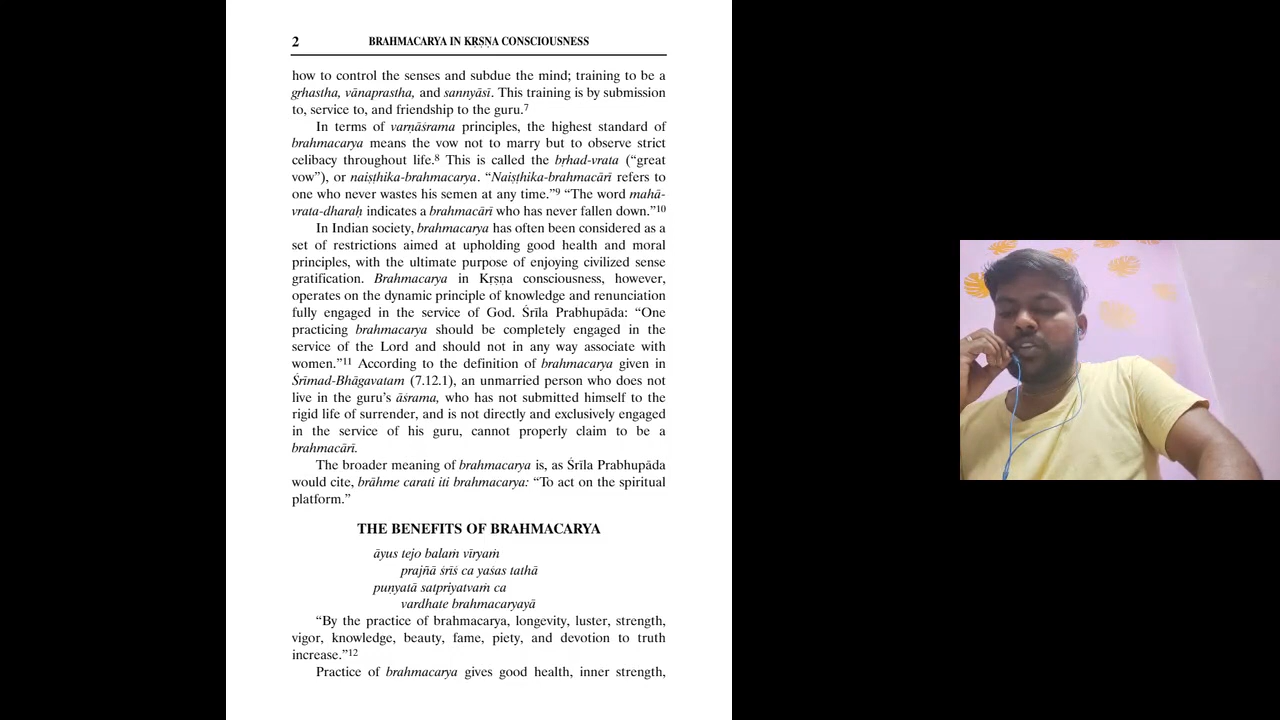 2 BRAHMACARYA IN KṚṢṆA CONSCIOUSNESS
how to control the senses and subdue the mind; training to be a
gṛhastha, vānaprastha, and sannyāsī. This training is by submission
to, service to, and friendship to the guru.7
In terms of varṇāśrama principles, the highest standard of
brahmacarya means the vow not to marry but to observe strict
celibacy throughout life.8 This is called the bṛhad-vrata (“great
vow”), or naiṣṭhika-brahmacarya. “Naiṣṭhika-brahmacārī refers to
one who never wastes his semen at any time.”9 “The word mahā-
vrata-dharaḥ indicates a brahmacārī who has never fallen down.”10
In Indian society, brahmacarya has often been considered as a
set of restrictions aimed at upholding good health and moral
principles, with the ultimate purpose of enjoying civilized sense
gratification. Brahmacarya in Kṛṣṇa consciousness, however,
operates on the dynamic principle of knowledge and renunciation
fully engaged in the service of God. Śrīla Prabhupāda: “One
practicing brahmacarya should be completely engaged in the
service of the Lord and should not in any way associate with
women.”11 According to the definition of brahmacarya given in
Śrīmad-Bhāgavatam (7.12.1), an unmarried person who does not
live in the guru’s āśrama, who has not submitted himself to the
rigid life of surrender, and is not directly and exclusively engaged
in the service of his guru, cannot properly claim to be a
brahmacārī.
The broader meaning of brahmacarya is, as Śrīla Prabhupāda
would cite, brāhme carati iti brahmacarya: “To act on the spiritual
platform.”
THE BENEFITS OF BRAHMACARYA
āyus tejo balaṁ vīryaṁ
prajñā śrīś ca yaśas tathā
puṇyatā satpriyatvaṁ ca
vardhate brahmacaryayā
“By the practice of brahmacarya, longevity, luster, strength,
vigor, knowledge, beauty, fame, piety, and devotion to truth
increase.”12
Practice of brahmacarya gives good health, inner strength,